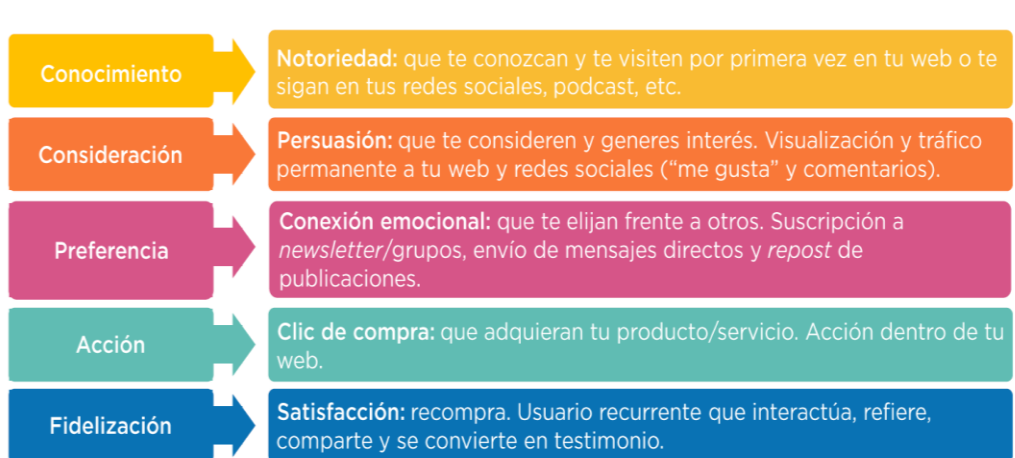 Conocimiento
Notoriedad: que te conozcan y te visiten por primera vez en tu web o te
sigan en tus redes sociales, podcast, etc.
Consideración
Persuasión: que te consideren y generes interés. Visualización y tráfico
permanente a tu web y redes sociales (“me gusta” y comentarios).
Preferencia
Conexión emocional: que te elijan frente a otros. Suscripción a
newsletter/grupos, envío de mensajes directos y repost de
publicaciones.
Acción
Clic de compra: que adquieran tu producto/servicio. Acción dentro de tu
web.
Fidelización
Satisfacción: recompra. Usuario recurrente que interactúa, refiere,
comparte y se convierte en testimonio.